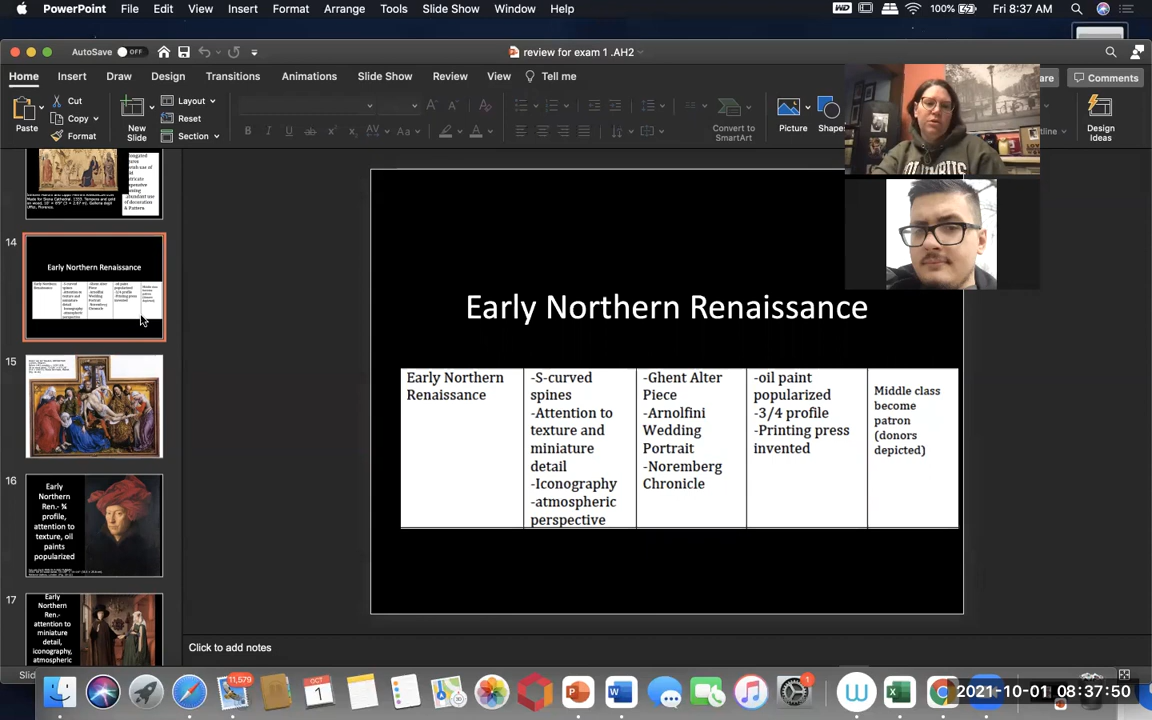 PowerPoint File Edit View Insert Format Arrange Tools Slide Show Window Help
WD 100% Fri 8:37 AM
AutoSave OFF
review for exam 1 .AH2
Home Insert Draw Design Transitions Animations Slide Show Review View Tell me
Comments
Paste
Cut
Copy
Format
New Slide
Layout
Reset
Section
Convert to SmartArt
Picture
Design Ideas
14
Early Northern Renaissance
15
16
Early
Northern
Ren.- ¾
profile,
attention to
texture, oil
paints
popularized
17
Early
Northern
Ren.-
attention to
miniature
detail,
iconography,
atmospheric
Early Northern Renaissance
Early Northern
Renaissance
-S-curved
spines
-Attention to
texture and
miniature
detail
-Iconography
-atmospheric
perspective
-Ghent Alter
Piece
-Arnolfini
Wedding
Portrait
-Noremberg
Chronicle
-oil paint
popularized
-3/4 profile
-Printing press
invented
Middle class
become
patron
(donors
depicted)
Click to add notes
11,579
OCT
1
1
2021-10-01 08:37:50